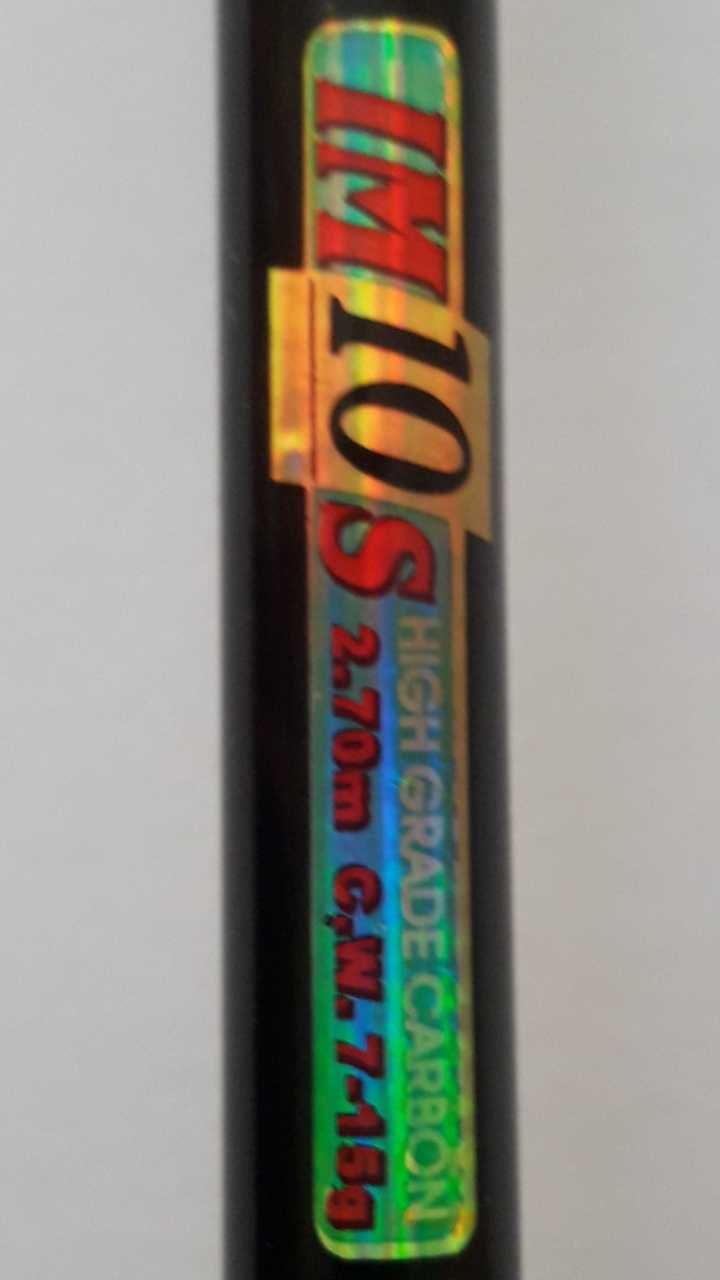 IM10S
HIGH GRADE CARBON
2.70m C.W. 7-15g